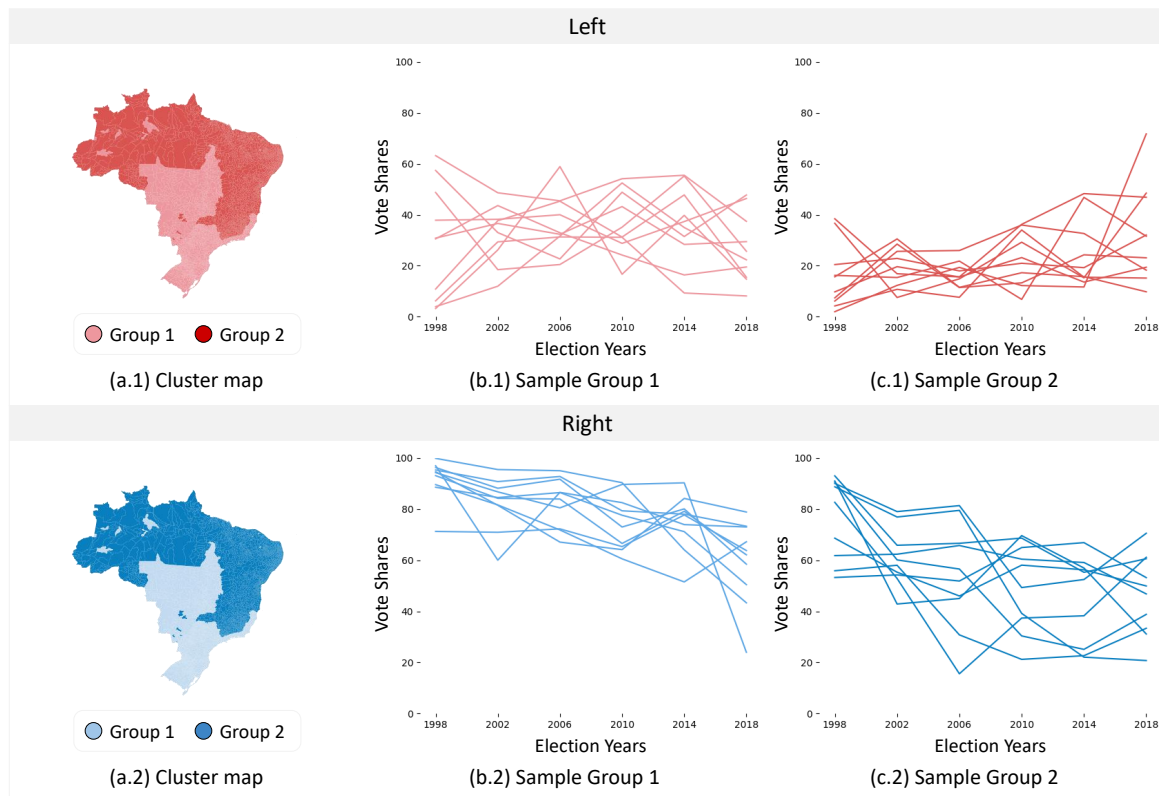 Left
100
80
60
40
20
0
Vote Shares
1998 2002 2006 2010 2014 2018
Election Years
100
80
60
40
20
0
Vote Shares
1998 2002 2006 2010 2014 2018
Election Years
Group 1 Group 2
(a.1) Cluster map
(b.1) Sample Group 1
(c.1) Sample Group 2
Right
100
80
60
40
20
0
Vote Shares
1998 2002 2006 2010 2014 2018
Election Years
100
80
60
40
20
0
Vote Shares
1998 2002 2006 2010 2014 2018
Election Years
Group 1 Group 2
(a.2) Cluster map
(b.2) Sample Group 1
(c.2) Sample Group 2